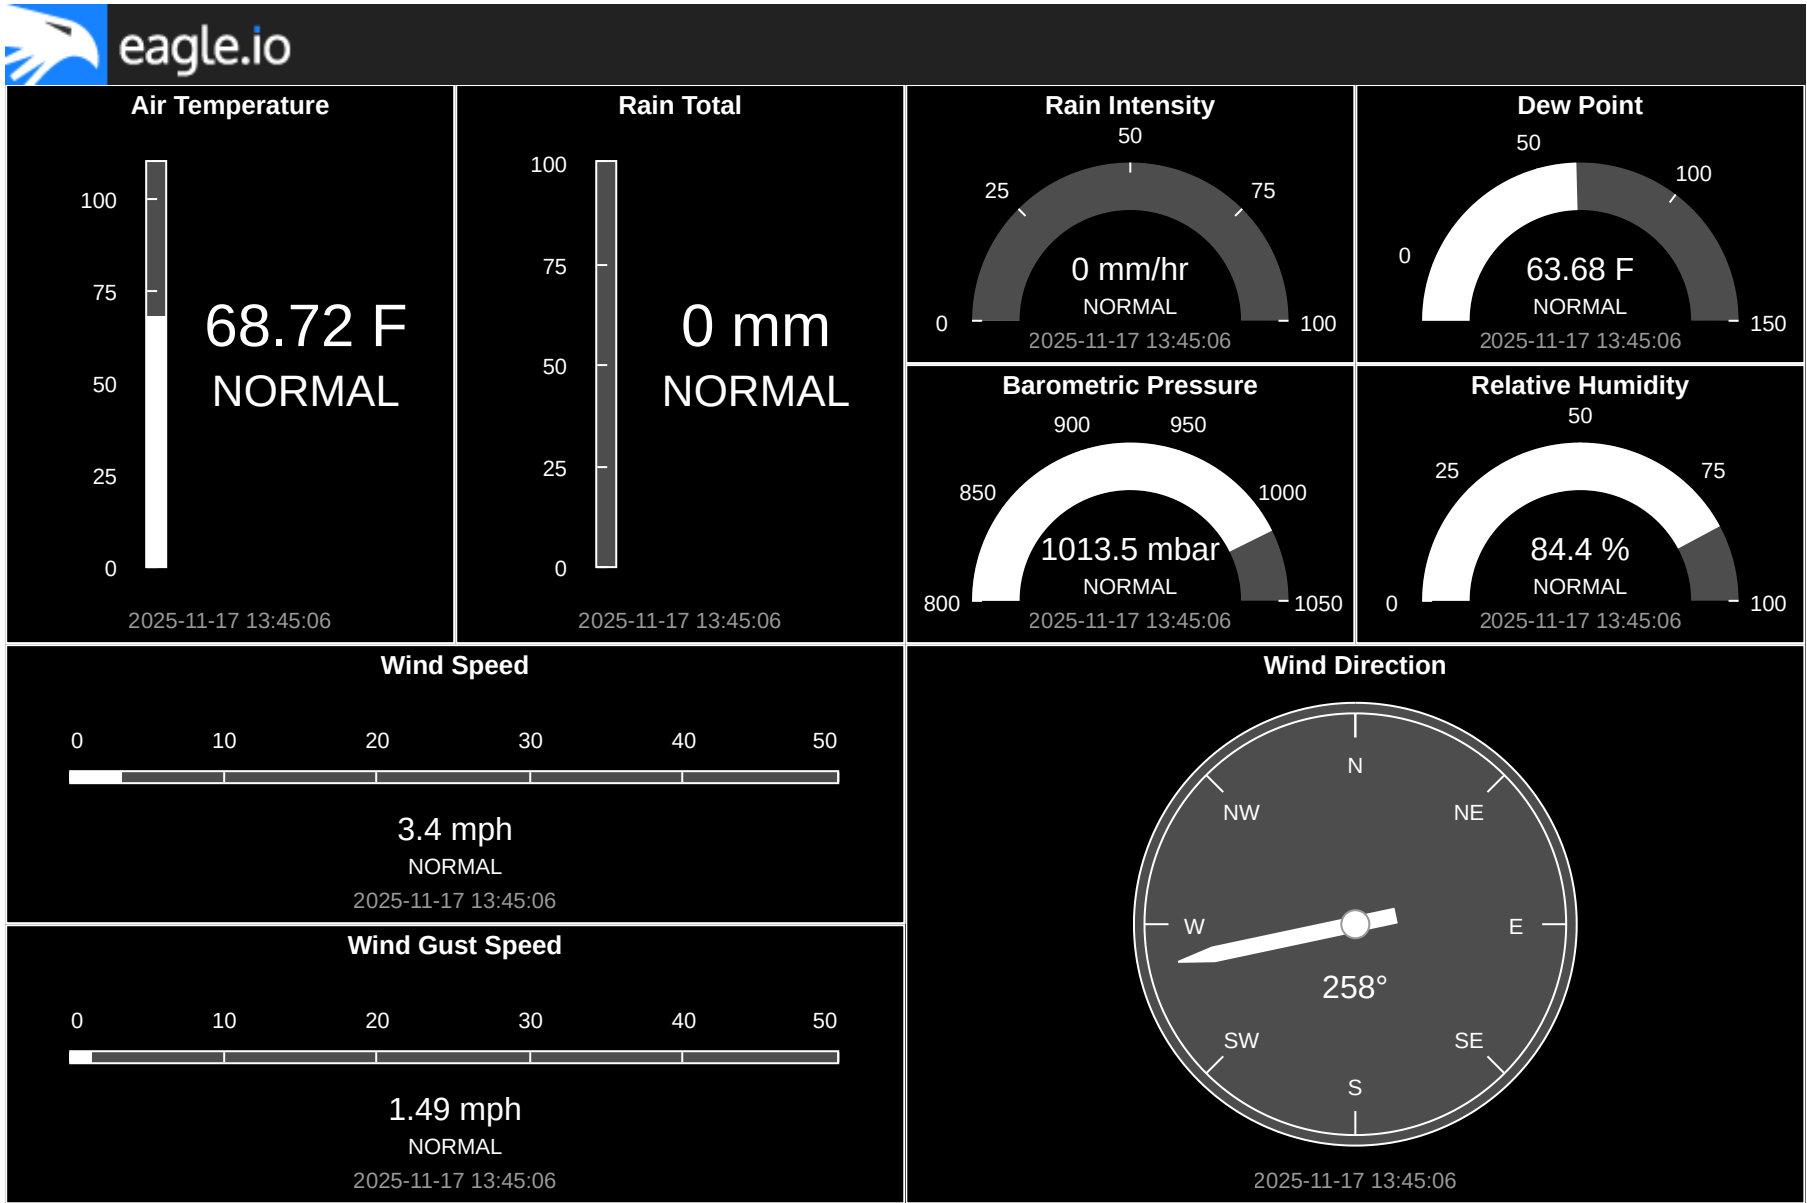 eagle.io
Air Temperature
100
75
50
25
0
68.72 F
NORMAL
2025-11-17 13:45:06
Rain Total
100
75
50
25
0
0 mm
NORMAL
2025-11-17 13:45:06
Rain Intensity
50
25
75
0
100
0 mm/hr
NORMAL
2025-11-17 13:45:06
Dew Point
50
100
0
150
63.68 F
NORMAL
2025-11-17 13:45:06
Barometric Pressure
900
950
850
1000
800
1050
1013.5 mbar
NORMAL
2025-11-17 13:45:06
Relative Humidity
50
25
75
0
100
84.4 %
NORMAL
2025-11-17 13:45:06
Wind Speed
0 10 20 30 40 50
3.4 mph
NORMAL
2025-11-17 13:45:06
Wind Gust Speed
0 10 20 30 40 50
1.49 mph
NORMAL
2025-11-17 13:45:06
Wind Direction
N
NW
NE
W
E
258°
SW
SE
S
2025-11-17 13:45:06